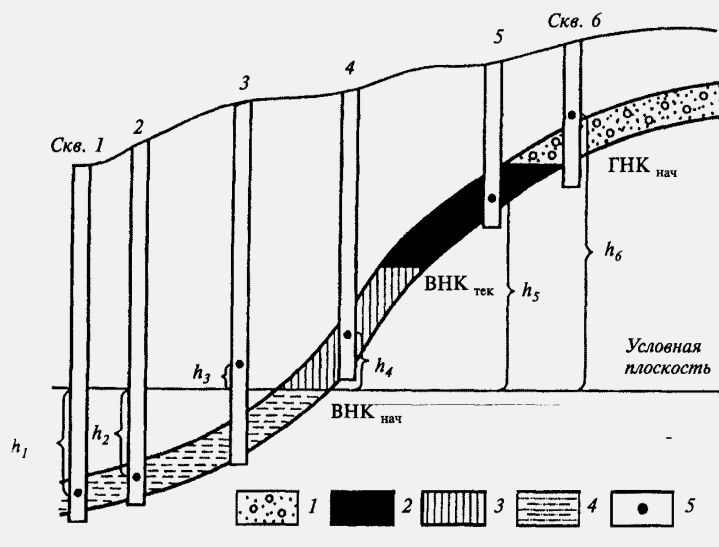 Скв. 6
5
4
3
2
Скв. 1
ГНК нач
h6
ВНК тек
h5
h3
h4
Условная
плоскость
ВНК нач
h2
h1
1
2
3
4
5